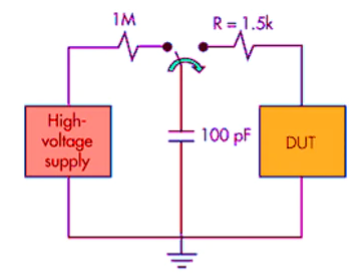 1M
R = 1.5k
High-
voltage
supply
100 pF
DUT